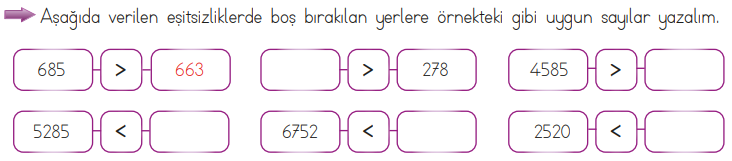 Aşağıda verilen eşitsizliklerde boş bırakılan yerlere örnekteki gibi uygun sayılar yazalım.
685 > 663 > 278 4585 >
5285 < 6752 < 2520 <